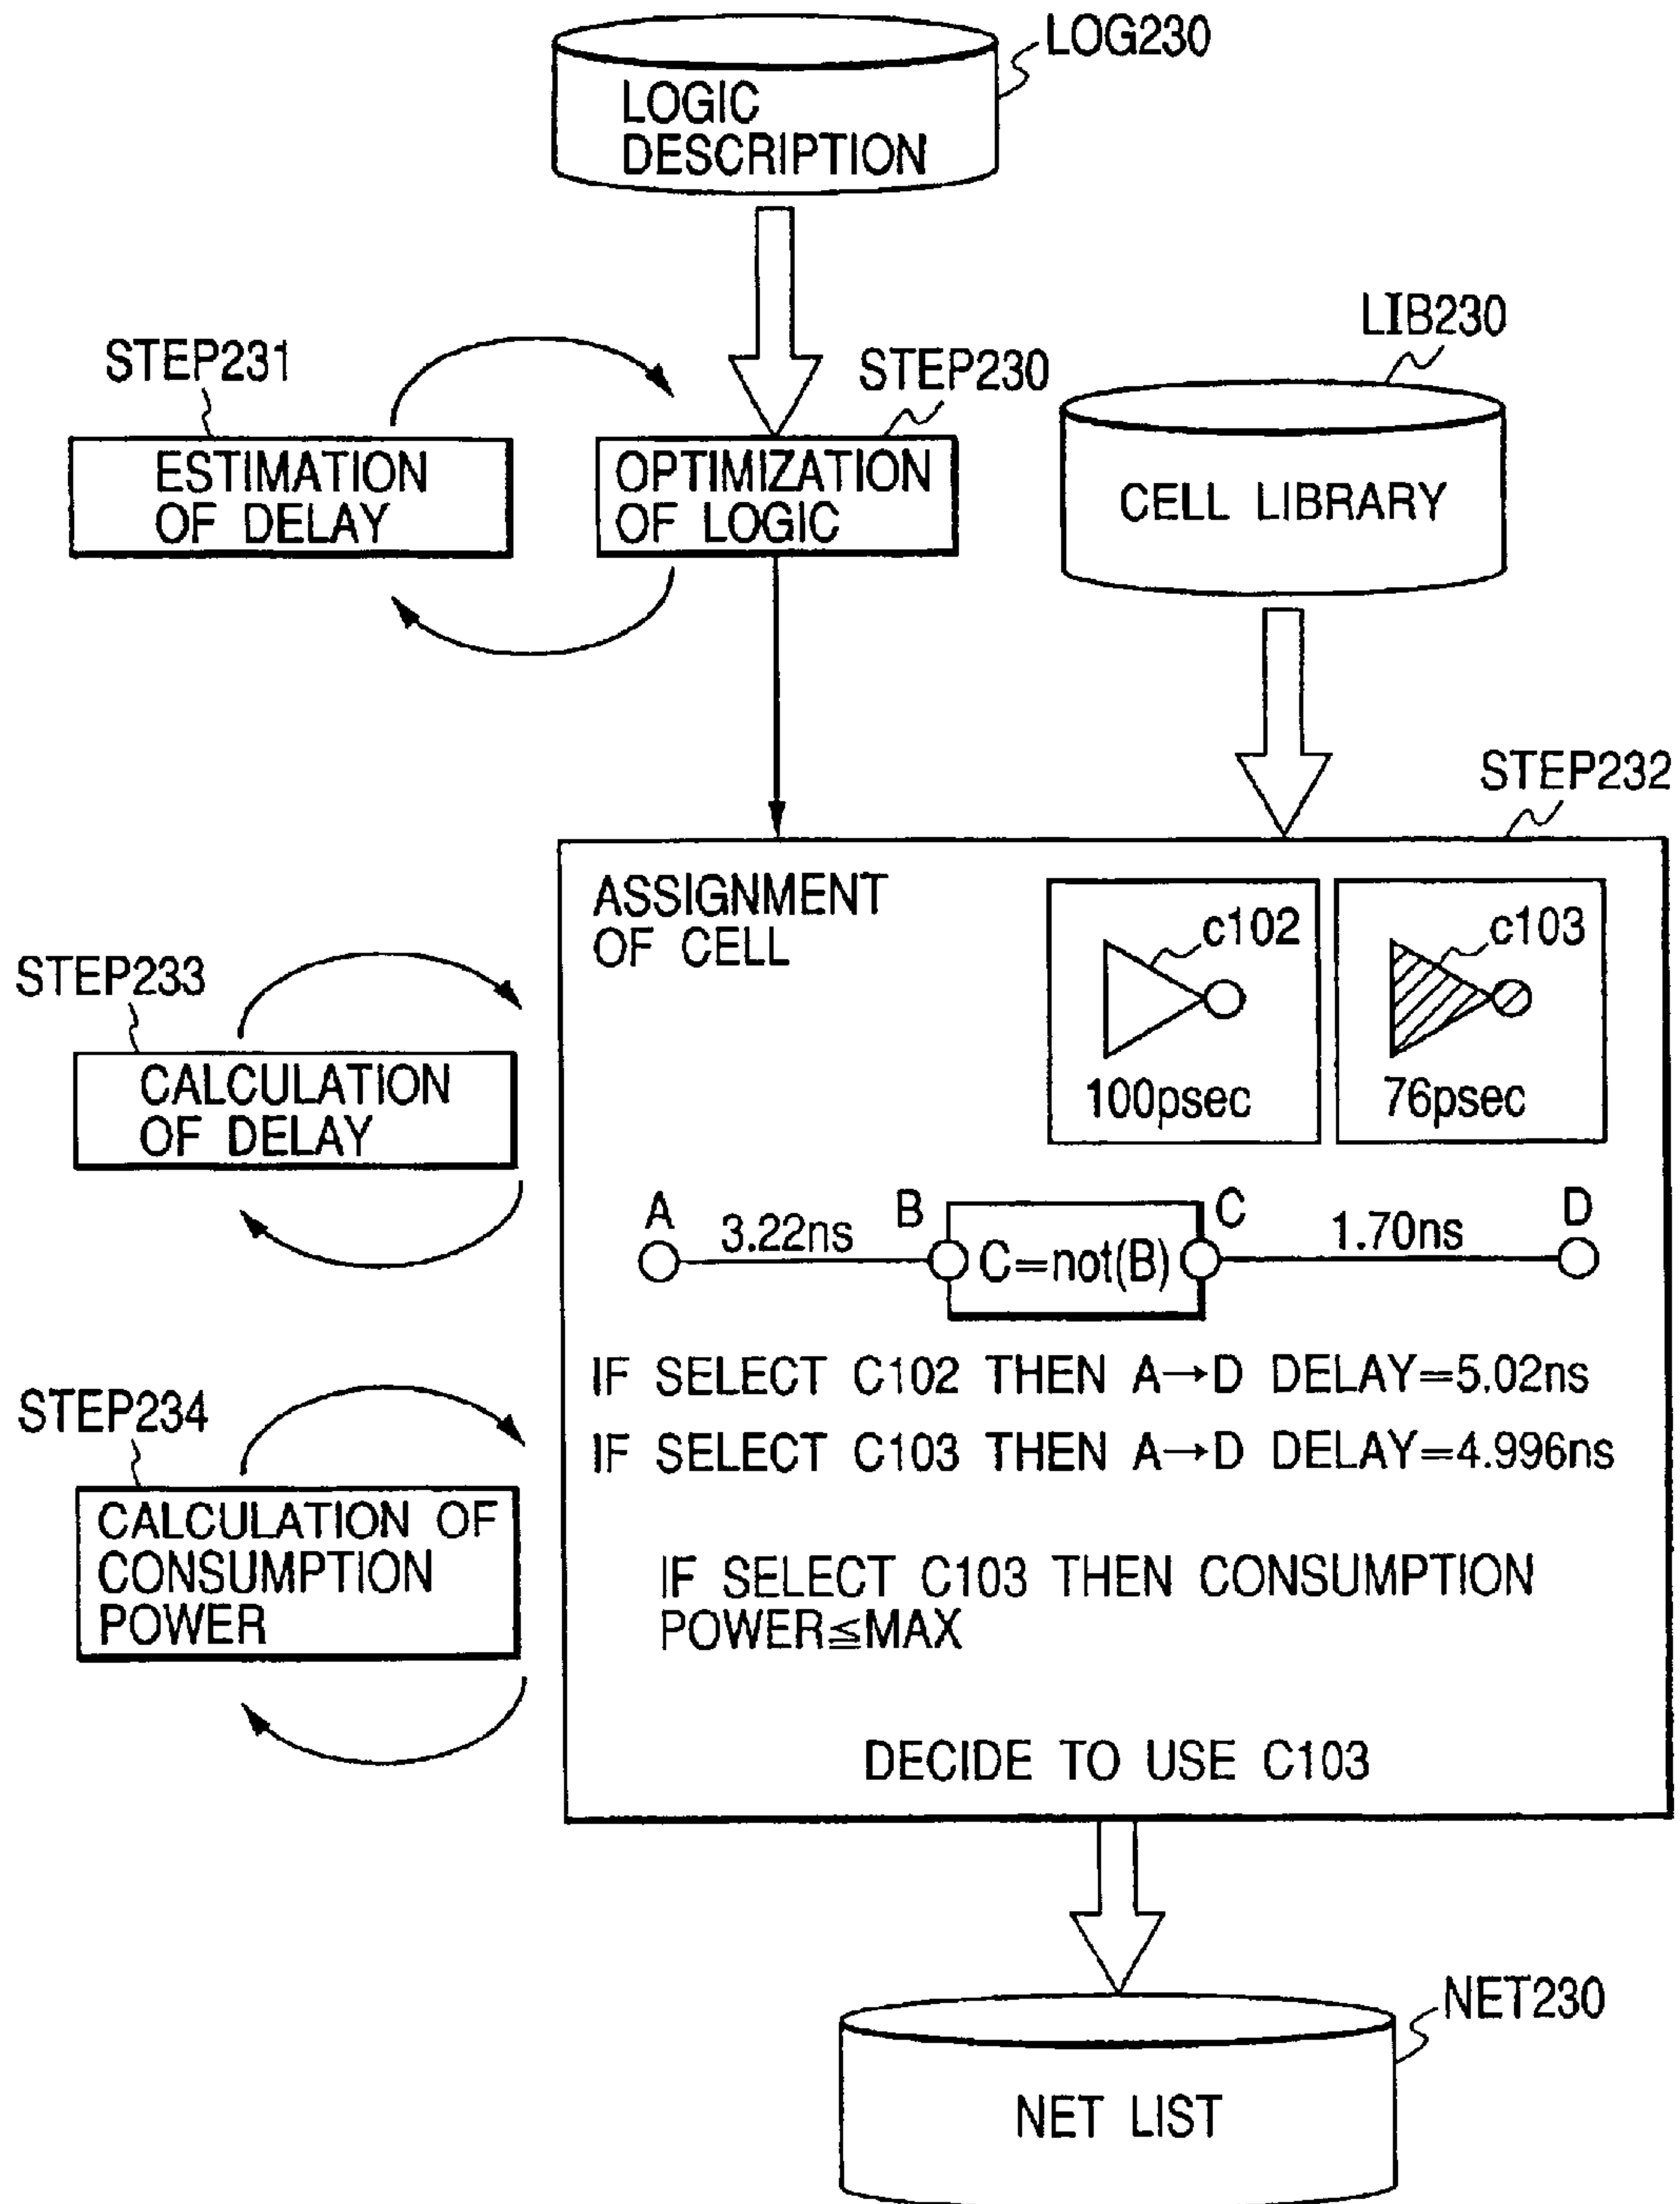 LOG230
LOGIC
DESCRIPTION
LIB230
STEP231
STEP230
ESTIMATION
OF DELAY
OPTIMIZATION
OF LOGIC
CELL LIBRARY
STEP232
ASSIGNMENT
OF CELL
c102
c103
100psec
76psec
STEP233
CALCULATION
OF DELAY
A
3.22ns
B
C=not(B)
C
1.70ns
D
IF SELECT C102 THEN A→D DELAY=5.02ns
IF SELECT C103 THEN A→D DELAY=4.996ns
STEP234
CALCULATION OF
CONSUMPTION
POWER
IF SELECT C103 THEN CONSUMPTION
POWER≦MAX
DECIDE TO USE C103
NET230
NET LIST